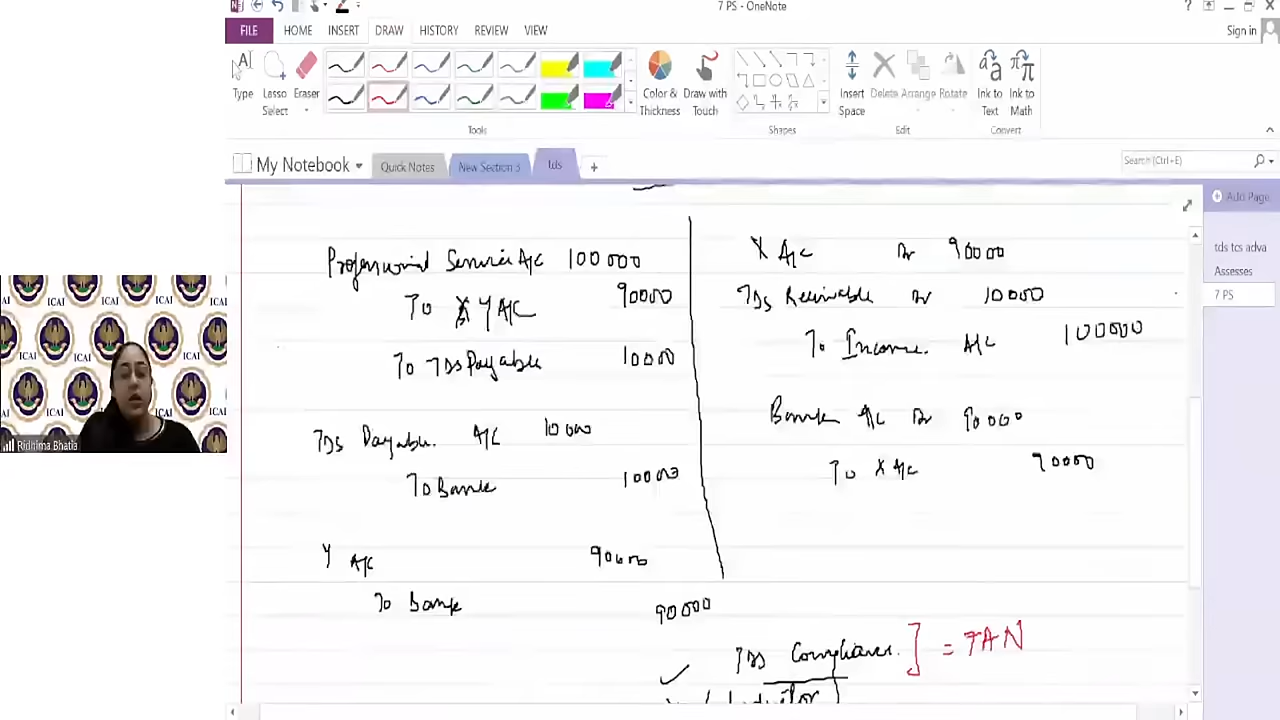 7 PS - OneNote
FILE HOME INSERT DRAW HISTORY REVIEW VIEW
Sign in
Type
Lasso Select
Eraser
Color & Thickness
Draw with Touch
Insert Space
Delete
Arrange
Rotate
Ink to Text
Ink to Math
Tools
Shapes
Edit
Convert
My Notebook
Quick Notes
New Section 3
tds
Search (Ctrl+E)
Add Page
tds tcs adva
Assesses
7 PS
Professional Service A/c 100000
To Y A/c 90000
To TDS Payable 10000
TDS Payable A/c 10000
To Bank 10000
Y A/c 90000
To Bank 90000
X A/c Dr 90000
TDS Receivable Dr 10000
To Income A/c 100000
Bank A/c Dr 90000
To X A/c 90000
TDS Compliance ] = TAN
ICAI
Ridhima Bhatia